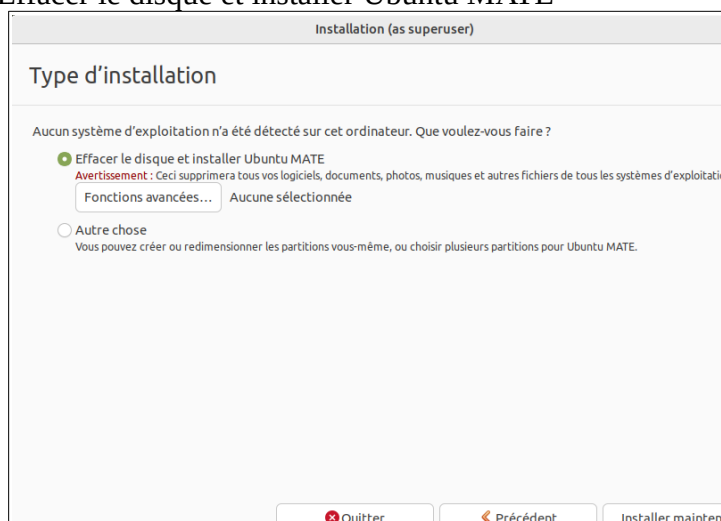 Effacer le disque et installer Ubuntu MATE
Installation (as superuser)
Type d’installation
Aucun système d’exploitation n’a été détecté sur cet ordinateur. Que voulez-vous faire ?
Effacer le disque et installer Ubuntu MATE
Avertissement : Ceci supprimera tous vos logiciels, documents, photos, musiques et autres fichiers de tous les systèmes d’exploitati
Fonctions avancées... Aucune sélectionnée
Autre chose
Vous pouvez créer ou redimensionner les partitions vous-même, ou choisir plusieurs partitions pour Ubuntu MATE.
Quitter Précédent Installer mainten